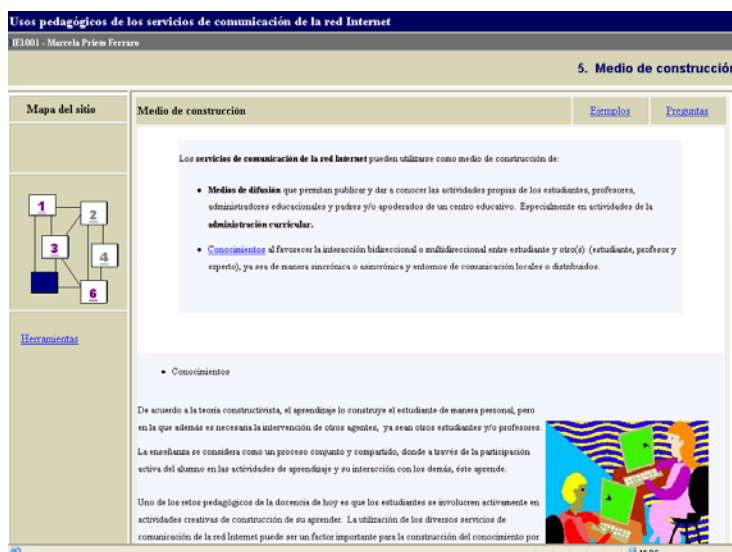 Usos pedagógicos de los servicios de comunicación de la red Internet
IE1001 - Marcela Prieto Ferraro
5. Medio de construcción
Mapa del sitio
Medio de construcción
Ejemplos
Preguntas
Los servicios de comunicación de la red Internet pueden utilizarse como medio de construcción de:
• Medios de difusión que permitan publicar y dar a conocer las actividades propias de los estudiantes, profesores,
administradores educacionales y padres y/o apoderados de un centro educativo. Especialmente en actividades de la
administración curricular.
• Conocimientos al favorecer la interacción bidireccional o multidireccional entre estudiante y otro(s) (estudiante, profesor y
experto), ya sea de manera sincrónica o asincrónica y entornos de comunicación locales o distribuidos.
1
2
3
4
6
Herramientas
• Conocimientos
De acuerdo a la teoría constructivista, el aprendizaje lo construye el estudiante de manera personal, pero
en la que además es necesaria la intervención de otros agentes, ya sean otros estudiantes y/o profesores.
La enseñanza se considera como un proceso conjunto y compartido, donde a través de la participación
activa del alumno en las actividades de aprendizaje y su interacción con los demás, éste aprende.
Uno de los retos pedagógicos de la docencia de hoy es que los estudiantes se involucren activamente en
actividades creativas de construcción de su aprender. La utilización de los diversos servicios de
comunicación de la red Internet puede ser un factor importante para la construcción del conocimiento por